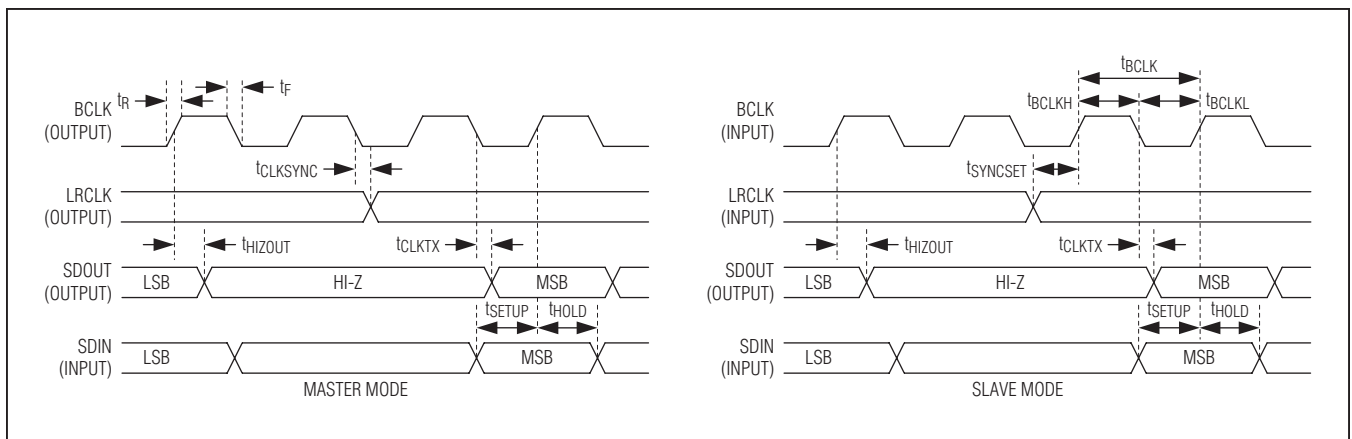 tR
tF
BCLK
(OUTPUT)
tCLKSYNC
LRCLK
(OUTPUT)
tHIZOUT
tCLKTX
SDOUT
(OUTPUT)
LSB
HI-Z
MSB
tSETUP
tHOLD
SDIN
(INPUT)
LSB
MSB
MASTER MODE
tBCLK
tBCLKH
tBCLKL
BCLK
(INPUT)
tSYNCSET
LRCLK
(INPUT)
tHIZOUT
tCLKTX
SDOUT
(OUTPUT)
LSB
HI-Z
MSB
tSETUP
tHOLD
SDIN
(INPUT)
LSB
MSB
SLAVE MODE